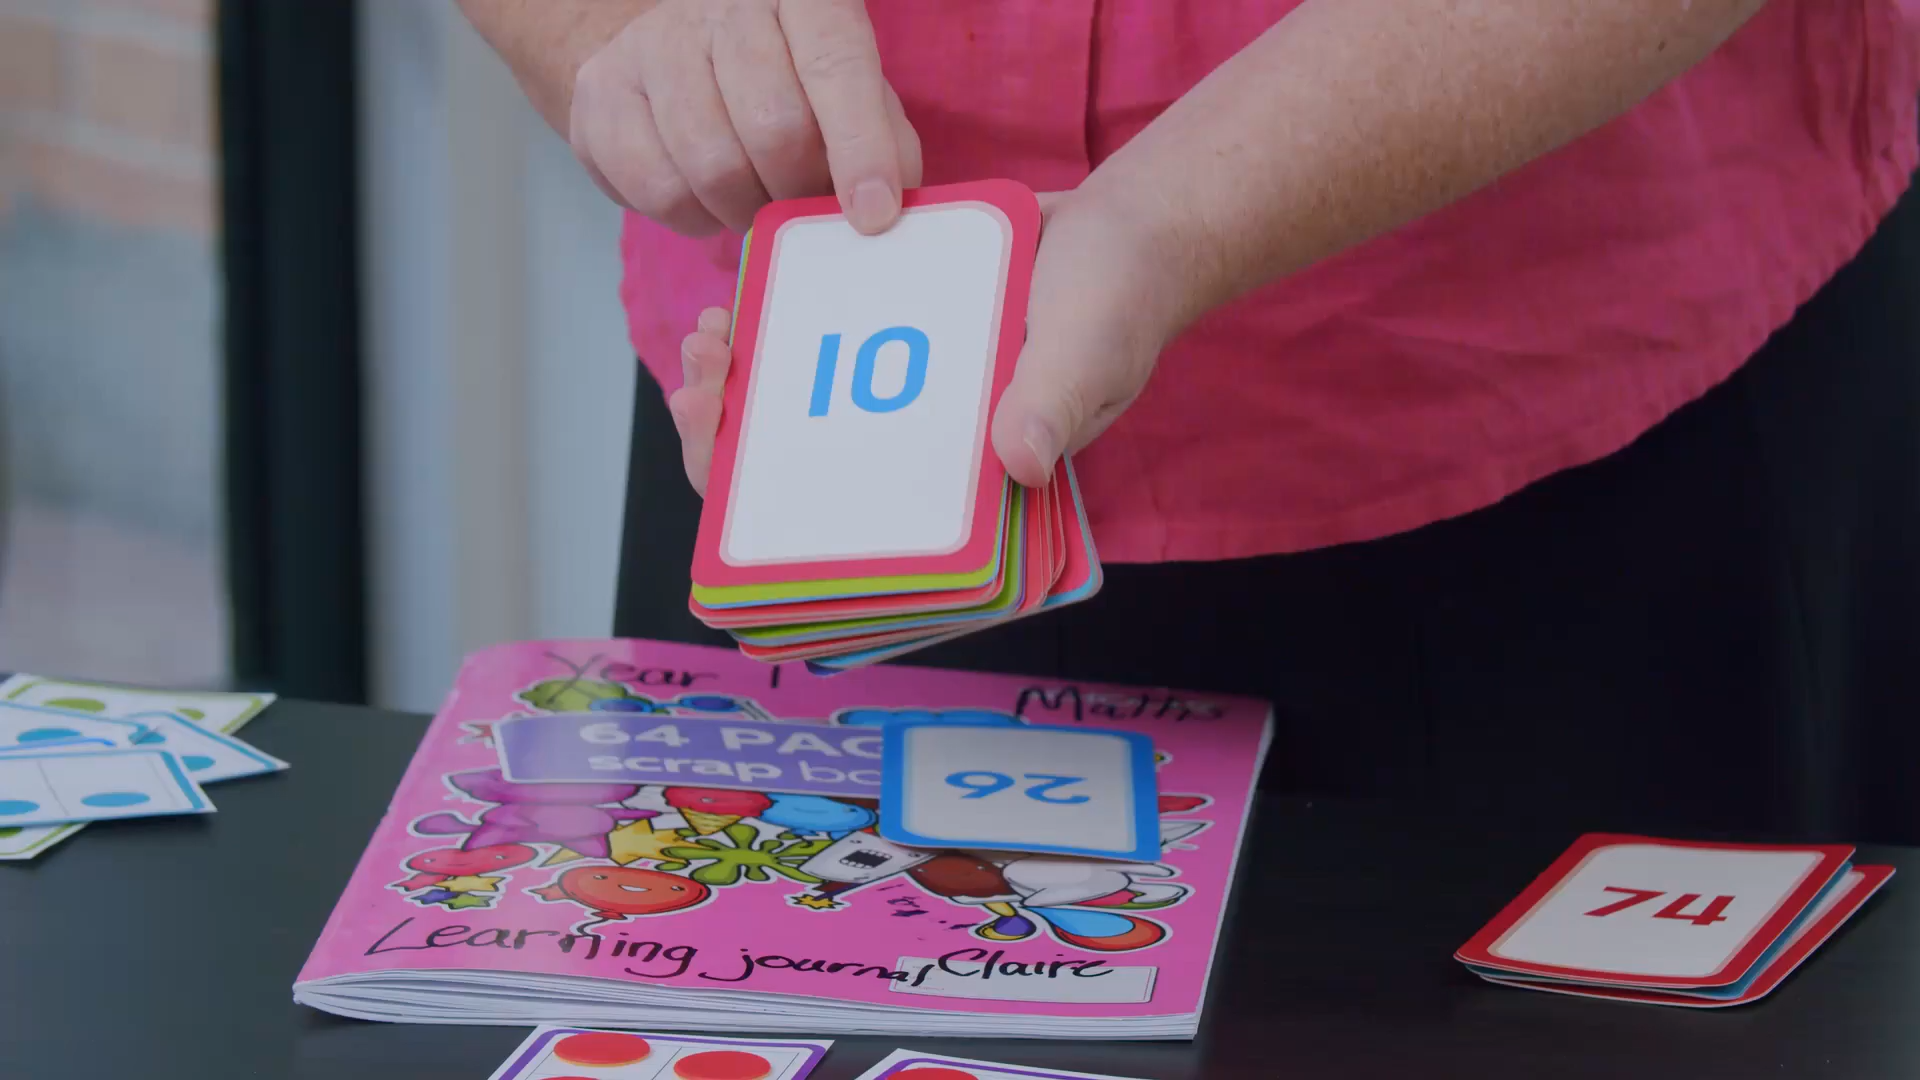 10
Year 1 Maths
64 PAG
scrap bo
26
74
Learning journal Claire